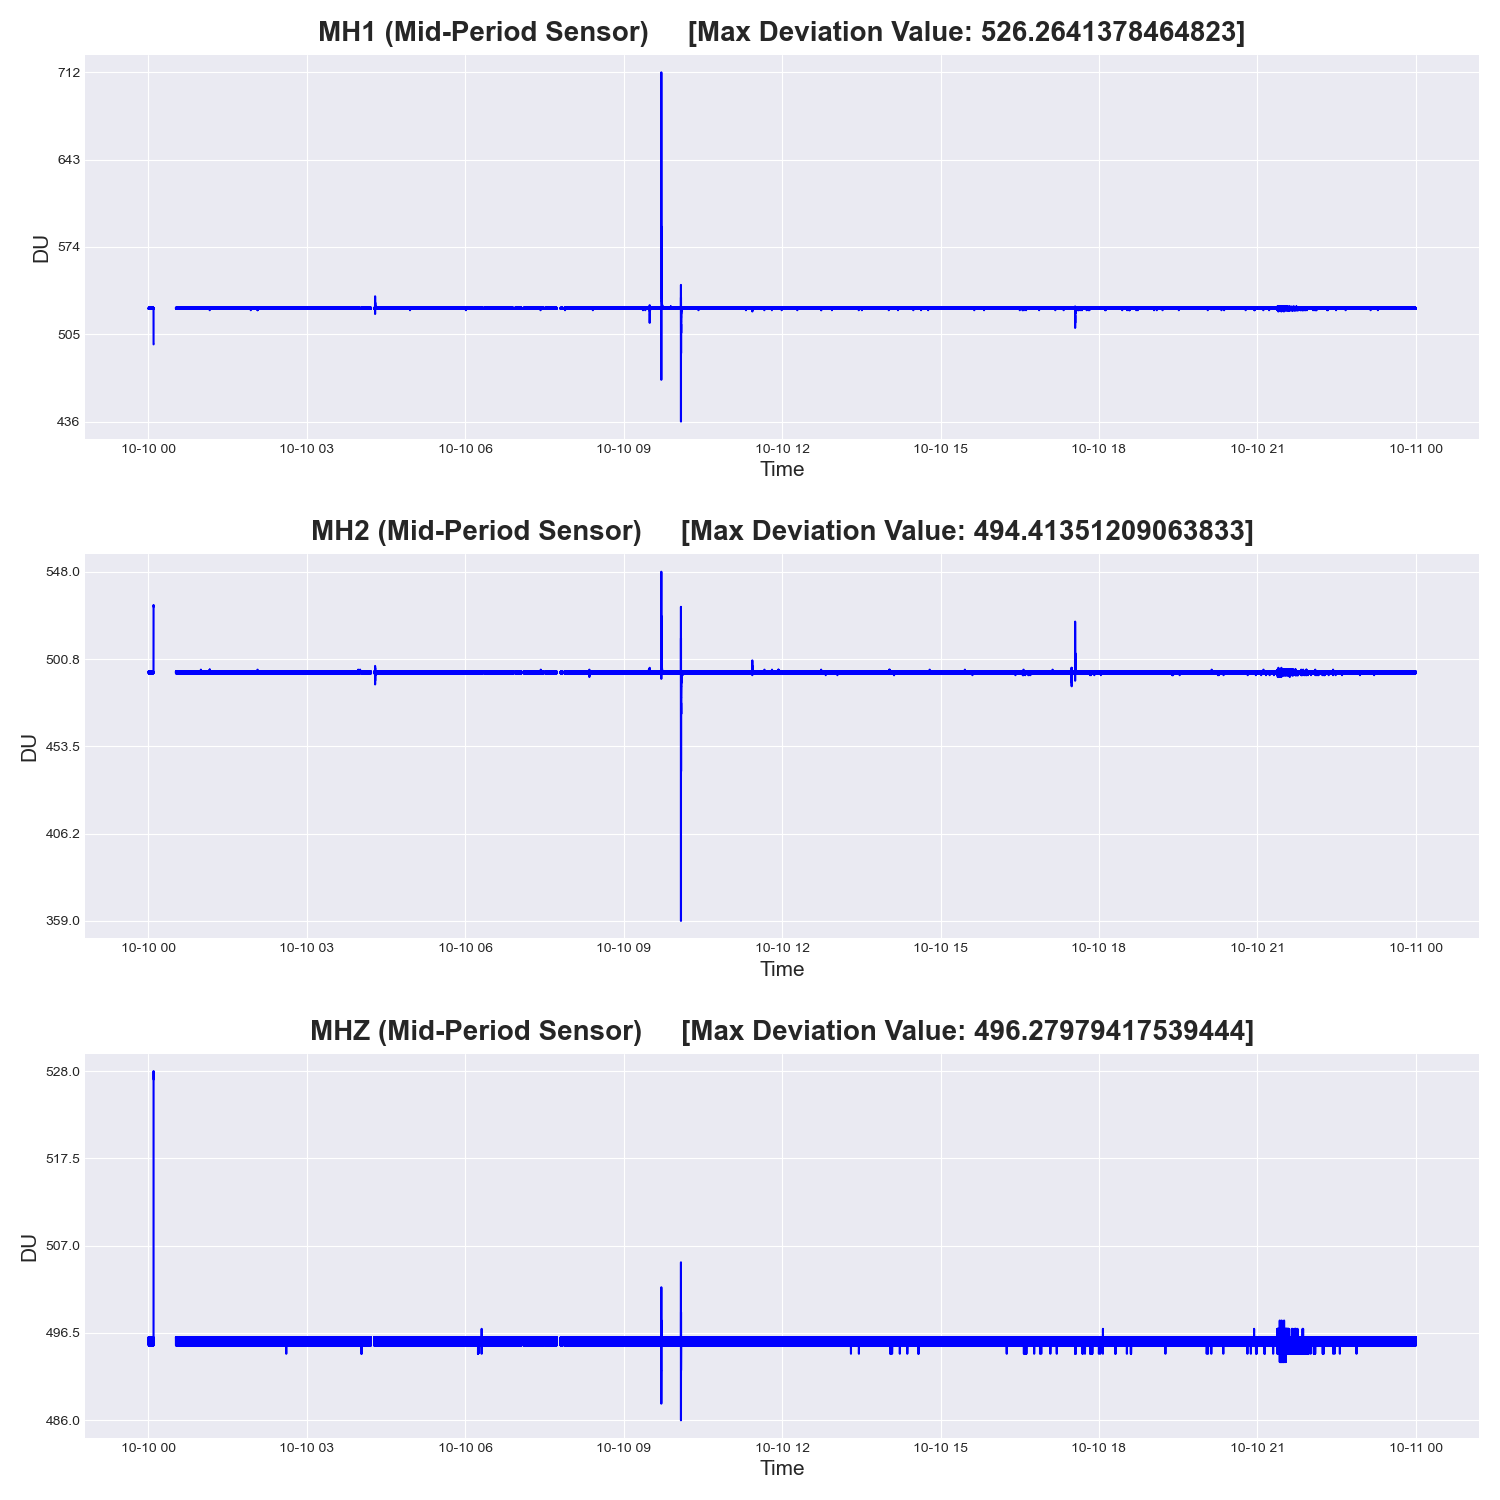 MH1 (Mid-Period Sensor) [Max Deviation Value: 526.2641378464823]
712
643
574
505
436
DU
10-10 00 10-10 03 10-10 06 10-10 09 10-10 12 10-10 15 10-10 18 10-10 21 10-11 00
Time
MH2 (Mid-Period Sensor) [Max Deviation Value: 494.41351209063833]
548.0
500.8
453.5
406.2
359.0
DU
10-10 00 10-10 03 10-10 06 10-10 09 10-10 12 10-10 15 10-10 18 10-10 21 10-11 00
Time
MHZ (Mid-Period Sensor) [Max Deviation Value: 496.27979417539444]
528.0
517.5
507.0
496.5
486.0
DU
10-10 00 10-10 03 10-10 06 10-10 09 10-10 12 10-10 15 10-10 18 10-10 21 10-11 00
Time